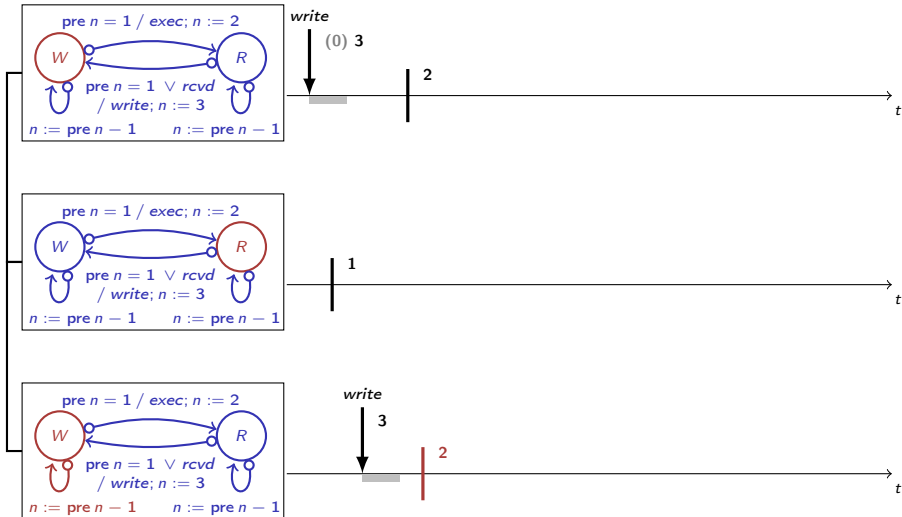 pre n = 1 / exec; n := 2
W
R
pre n = 1 ∨ rcvd
/ write; n := 3
n := pre n − 1
n := pre n − 1
write
(0) 3
2
t
pre n = 1 / exec; n := 2
W
R
pre n = 1 ∨ rcvd
/ write; n := 3
n := pre n − 1
n := pre n − 1
1
t
pre n = 1 / exec; n := 2
W
R
pre n = 1 ∨ rcvd
/ write; n := 3
n := pre n − 1
n := pre n − 1
write
3
2
t